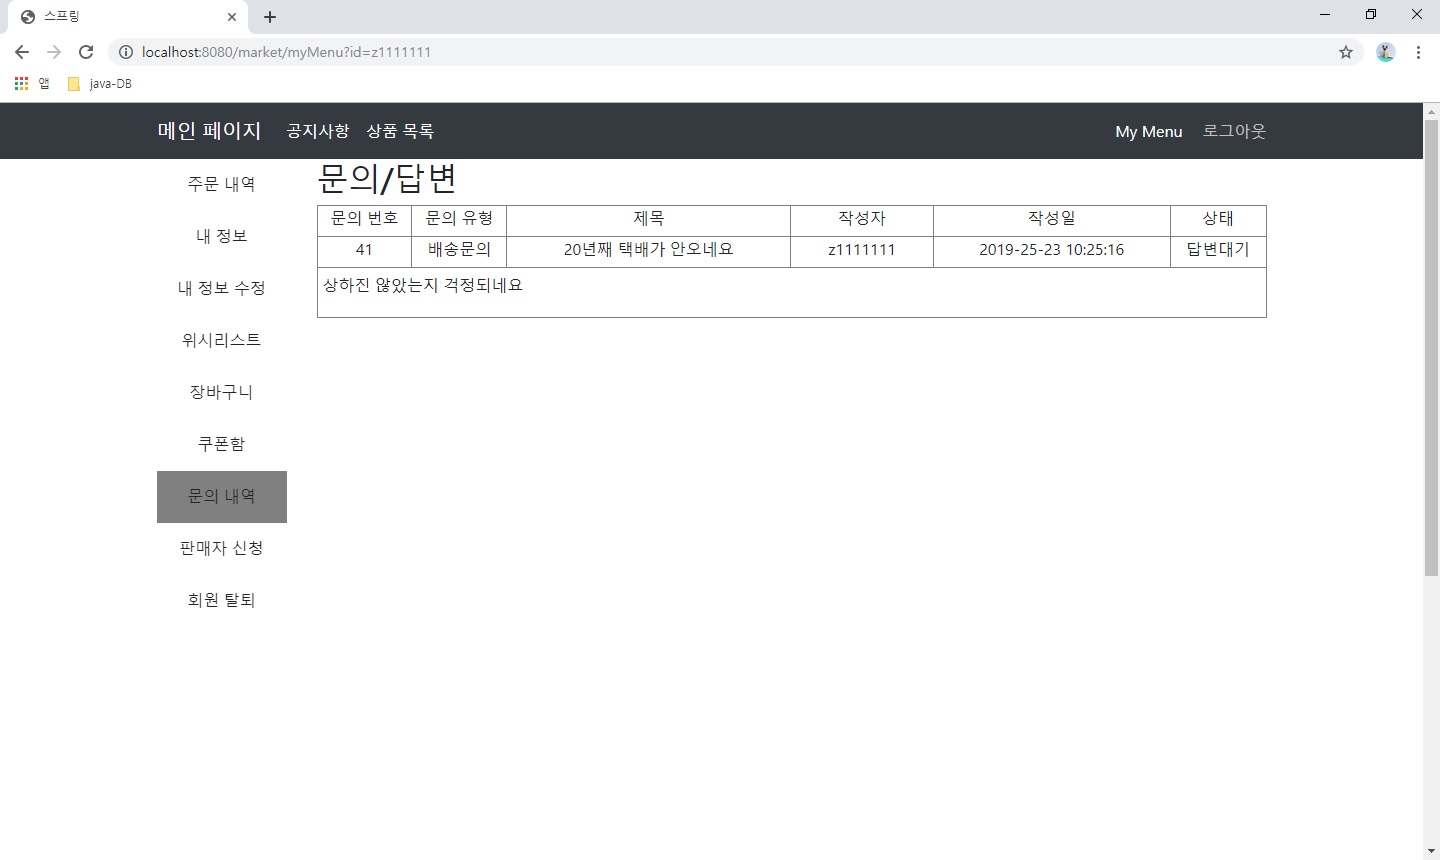 스프링
localhost:8080/market/myMenu?id=z1111111
앱 java-DB
메인 페이지 공지사항 상품 목록 My Menu 로그아웃
주문 내역
내 정보
내 정보 수정
위시리스트
장바구니
쿠폰함
문의 내역
판매자 신청
회원 탈퇴
문의/답변
문의 번호 문의 유형 제목 작성자 작성일 상태
41 배송문의 20년째 택배가 안오네요 z1111111 2019-25-23 10:25:16 답변대기
상하진 않았는지 걱정되네요